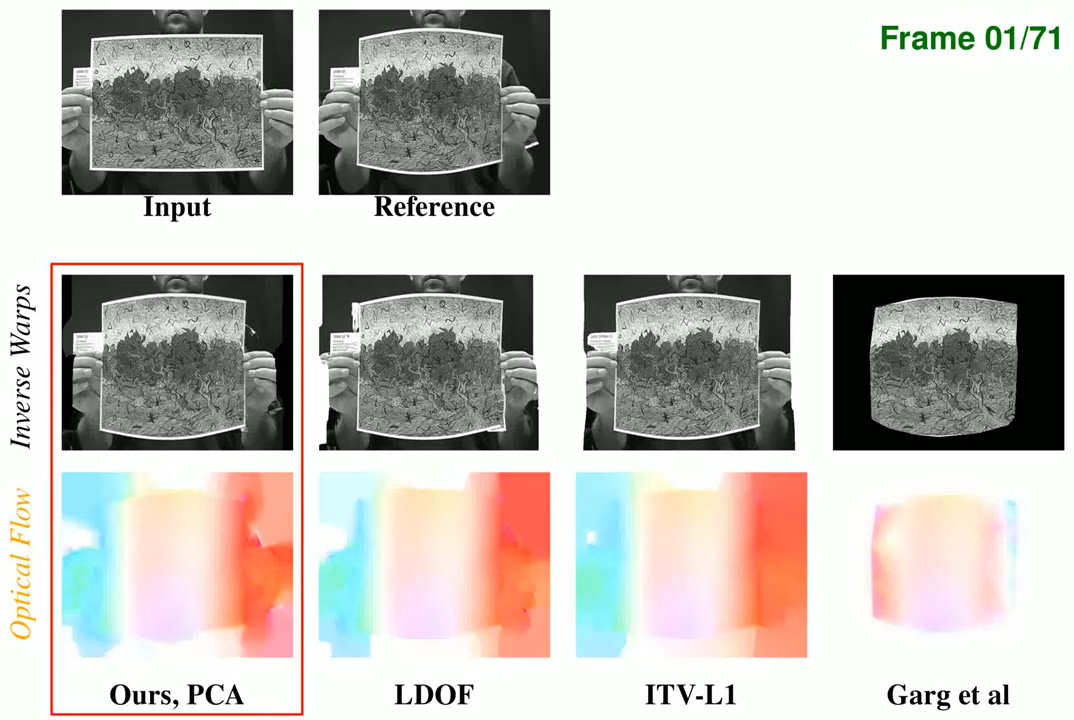 Frame 01/71
Input
Reference
Inverse Warps
Optical Flow
Ours, PCA
LDOF
ITV-L1
Garg et al